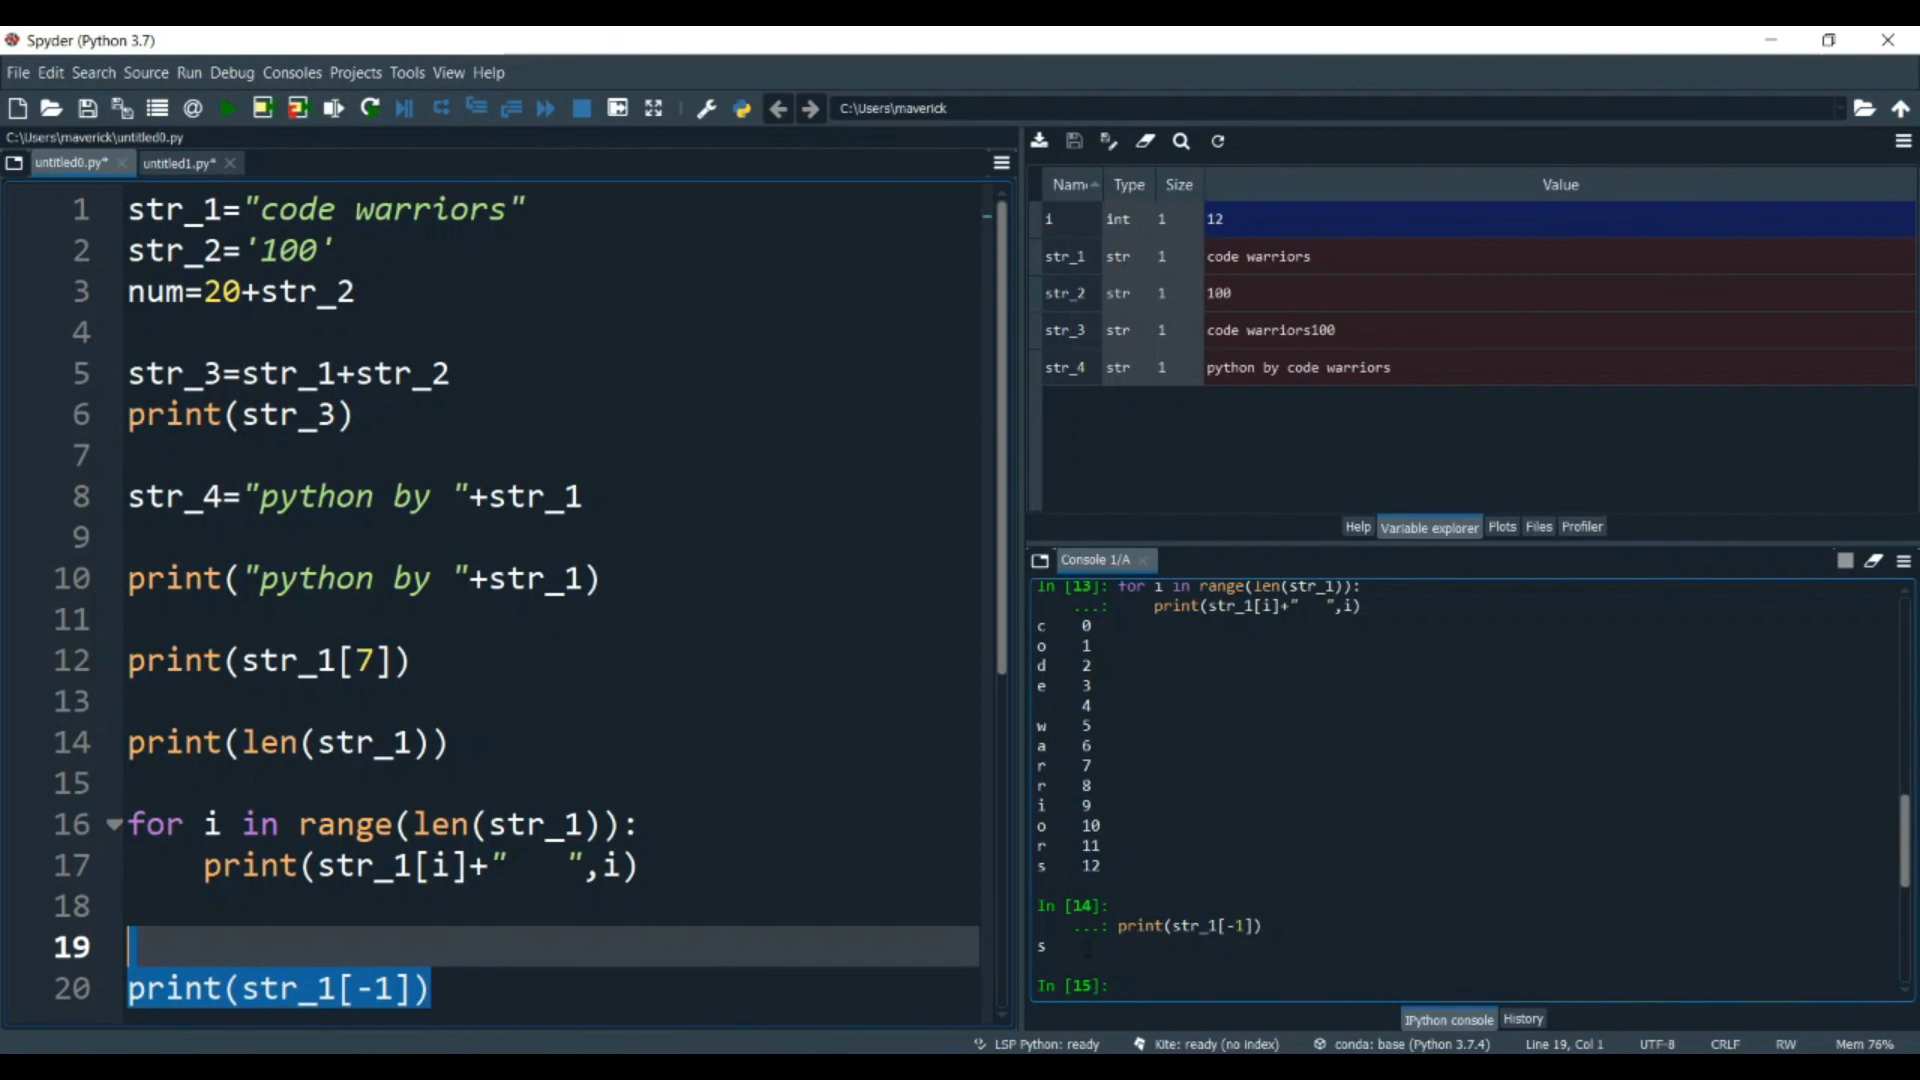 Spyder (Python 3.7)
File Edit Search Source Run Debug Consoles Projects Tools View Help
C:\Users\maverick
C:\Users\maverick\untitled0.py
untitled0.py* untitled1.py*
1 str_1="code warriors"
2 str_2='100'
3 num=20+str_2
4
5 str_3=str_1+str_2
6 print(str_3)
7
8 str_4="python by "+str_1
9
10 print("python by "+str_1)
11
12 print(str_1[7])
13
14 print(len(str_1))
15
16 for i in range(len(str_1)):
17     print(str_1[i]+"   ",i)
18
19
20 print(str_1[-1])
Name Type Size Value
i int 1 12
str_1 str 1 code warriors
str_2 str 1 100
str_3 str 1 code warriors100
str_4 str 1 python by code warriors
Help Variable explorer Plots Files Profiler
Console 1/A
In [13]: for i in range(len(str_1)):
...:     print(str_1[i]+"   ",i)
c 0
o 1
d 2
e 3
4
w 5
a 6
r 7
r 8
i 9
o 10
r 11
s 12
In [14]:
...: print(str_1[-1])
s
In [15]:
IPython console History
LSP Python: ready Kite: ready (no index) conda: base (Python 3.7.4) Line 19, Col 1 UTF-8 CRLF RW Mem 76%